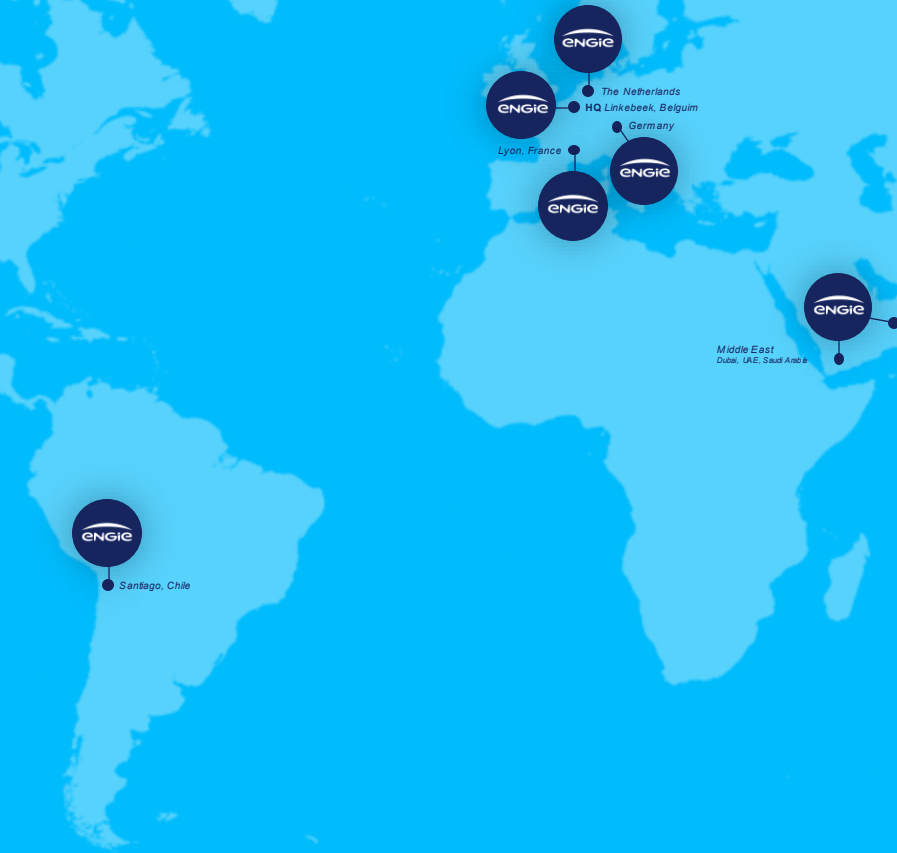 ENGIE
The Netherlands
ENGIE
HQ Linkebeek, Belguim
Germany
Lyon, France
ENGIE
ENGIE
ENGIE
Middle East
Dubai, UAE, Saudi Arabia
ENGIE
Santiago, Chile